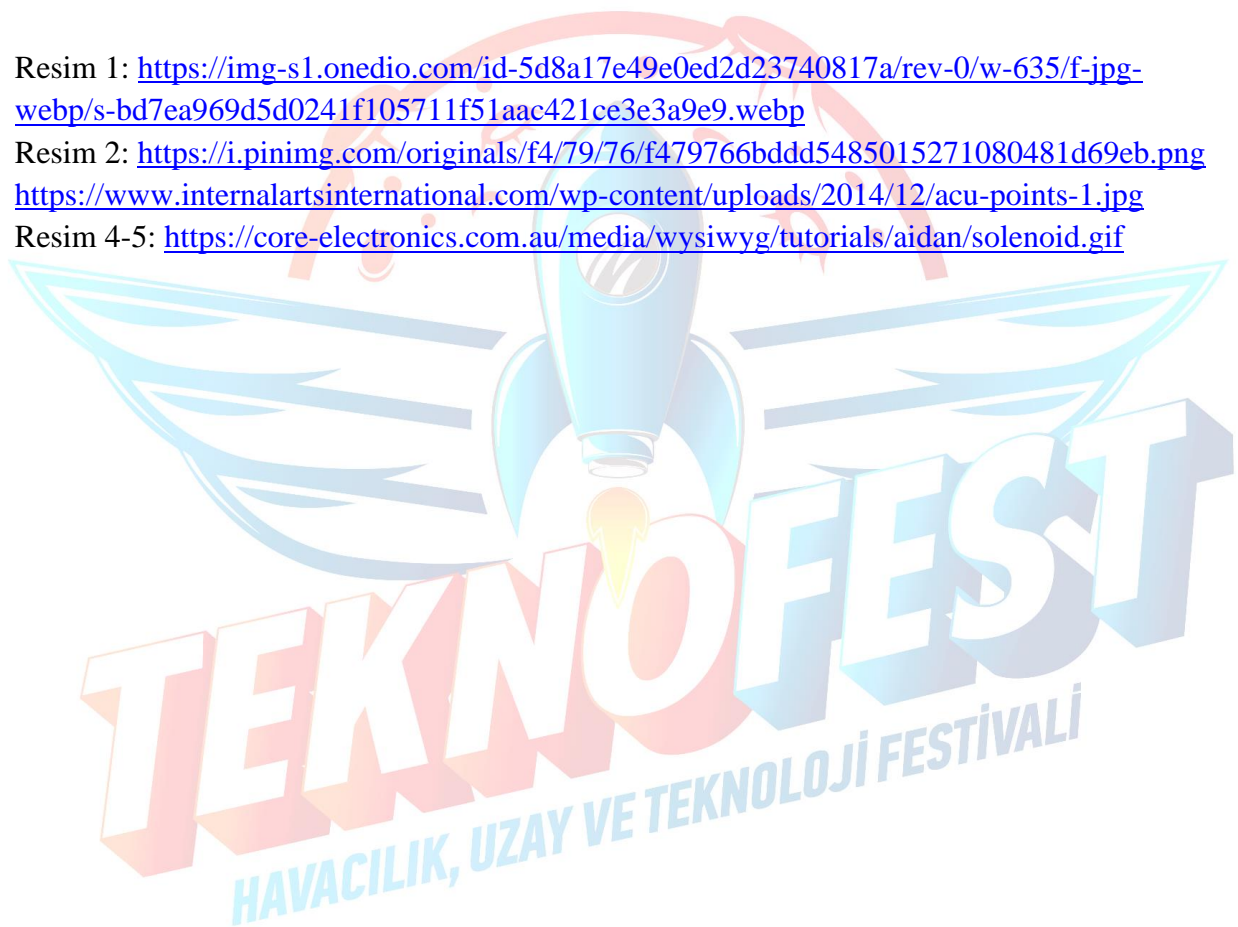 Resim 1: https://img-s1.onedio.com/id-5d8a17e49e0ed2d23740817a/rev-0/w-635/f-jpg-
webp/s-bd7ea969d5d0241f105711f51aac421ce3e3a9e9.webp
Resim 2: https://i.pinimg.com/originals/f4/79/76/f479766bddd5485015271080481d69eb.png
https://www.internalartsinternational.com/wp-content/uploads/2014/12/acu-points-1.jpg
Resim 4-5: https://core-electronics.com.au/media/wysiwyg/tutorials/aidan/solenoid.gif
TEKNOFEST
HAVACILIK, UZAY VE TEKNOLOJİ FESTİVALİ